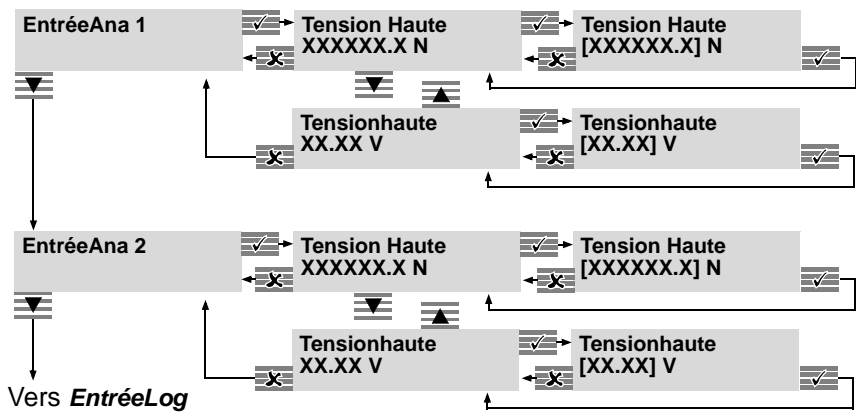 EntréeAna 1
Tension Haute
XXXXXX.X N
Tension Haute
[XXXXXX.X] N
Tensionhaute
XX.XX V
Tensionhaute
[XX.XX] V
EntréeAna 2
Tension Haute
XXXXXX.X N
Tension Haute
[XXXXXX.X] N
Tensionhaute
XX.XX V
Tensionhaute
[XX.XX] V
Vers EntréeLog